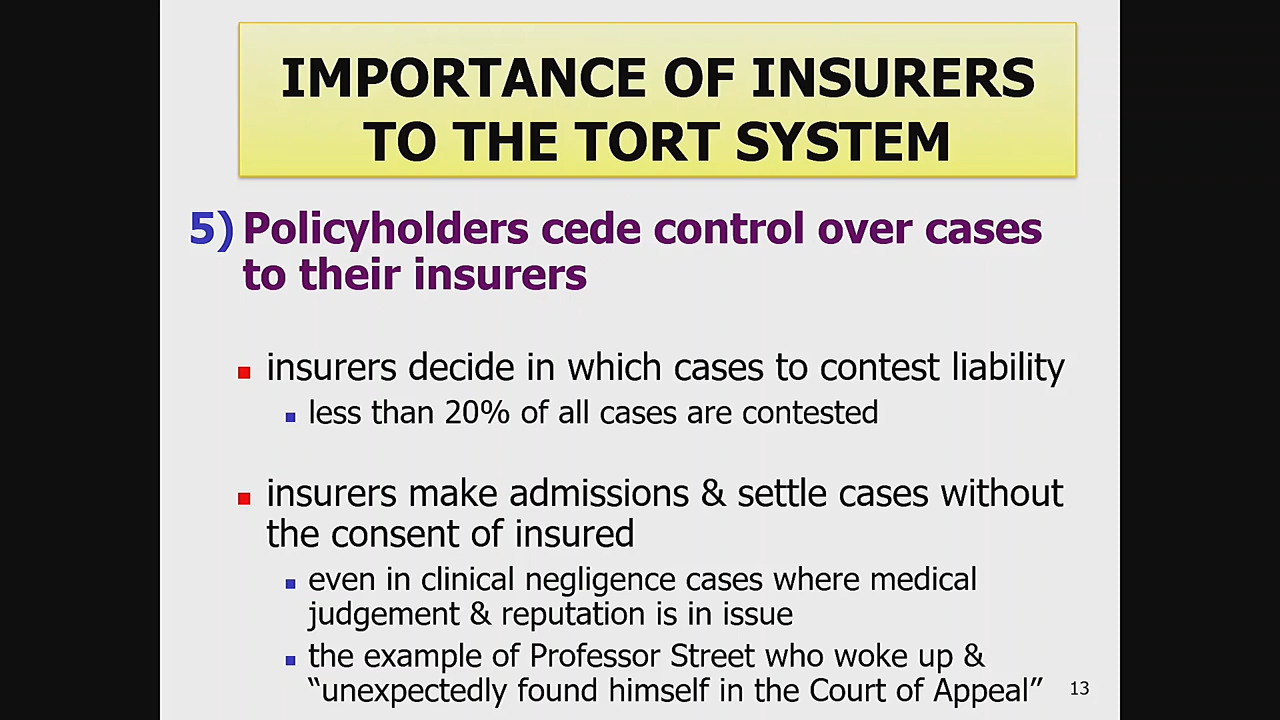 IMPORTANCE OF INSURERS
TO THE TORT SYSTEM
5) Policyholders cede control over cases
to their insurers
insurers decide in which cases to contest liability
less than 20% of all cases are contested
insurers make admissions & settle cases without
the consent of insured
even in clinical negligence cases where medical
judgement & reputation is in issue
the example of Professor Street who woke up &
“unexpectedly found himself in the Court of Appeal”
13